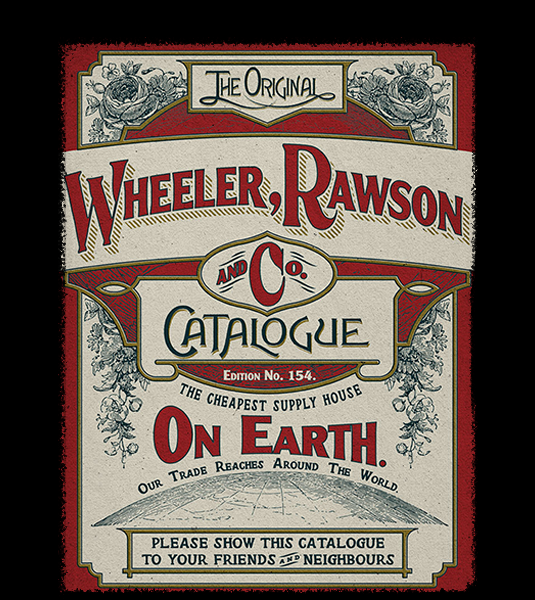 The Original
Wheeler, Rawson
and Co.
Catalogue
Edition No. 154.
The Cheapest Supply House
On Earth.
Our Trade Reaches Around The World.
PLEASE SHOW THIS CATALOGUE
TO YOUR FRIENDS AND NEIGHBOURS